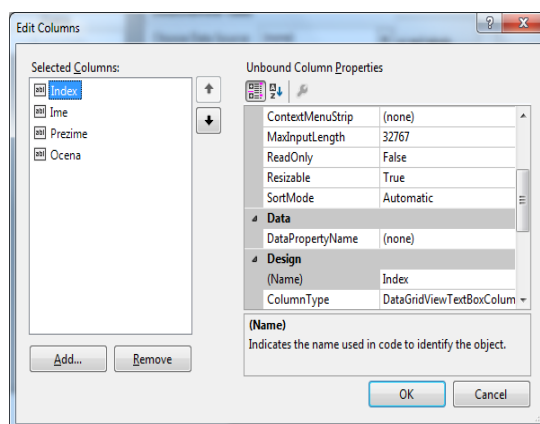 Edit Columns
Selected Columns:
Index
Ime
Prezime
Ocena
Add...
Remove
Unbound Column Properties
ContextMenuStrip (none)
MaxInputLength 32767
ReadOnly False
Resizable True
SortMode Automatic
Data
DataPropertyName (none)
Design
(Name) Index
ColumnType DataGridViewTextBoxColum
(Name)
Indicates the name used in code to identify the object.
OK
Cancel